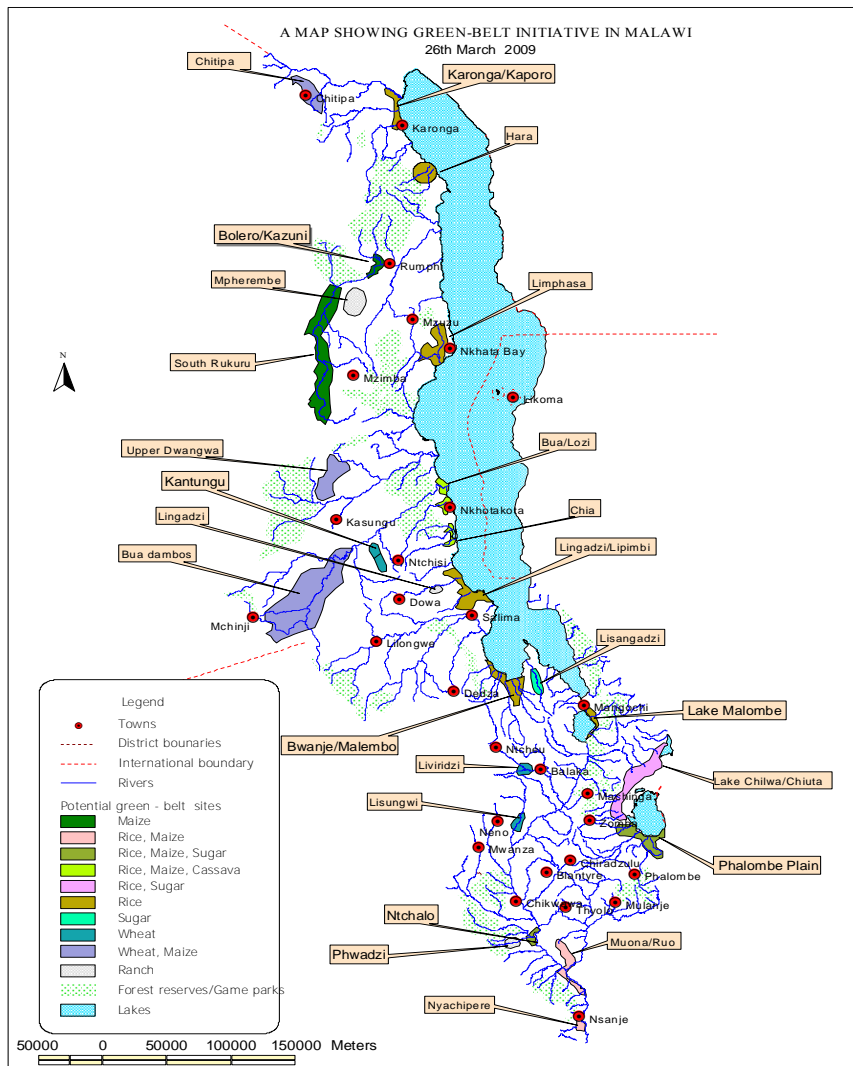 A MAP SHOWING GREEN-BELT INITIATIVE IN MALAWI
26th March 2009
Chitipa
Karonga/Kaporo
Chitipa
Karonga
Hara
Bolero/Kazuni
Rumphi
Mpherembe
Limphasa
Mzuzu
N
Nkhata Bay
South Rukuru
Mzimba
Likoma
Bua/Lozi
Upper Dwangwa
Kantungu
Nkhotakota
Chia
Lingadzi
Kasungu
Lingadzi/Lipimbi
Bua dambos
Ntchisi
Dowa
Mchinji
Salima
Lisangadzi
Lilongwe
Dedza
Mangochi
Lake Malombe
Bwanje/Malembo
Ntcheu
Liviridzi
Balaka
Lake Chilwa/Chiuta
Lisungwi
Mashinga
Neno
Zomba
Mwanza
Phalombe Plain
Chiradzulu
Blantyre
Phalombe
Chikwawa
Thyolo
Mulanje
Ntchalo
Muona/Ruo
Phwadzi
Nyachipere
Nsanje
Legend
Towns
District bounaries
International boundary
Rivers
Potential green - belt sites
Maize
Rice, Maize
Rice, Maize, Sugar
Rice, Maize, Cassava
Rice, Sugar
Rice
Sugar
Wheat
Wheat, Maize
Ranch
Forest reserves/Game parks
Lakes
50000 0 50000 100000 150000 Meters